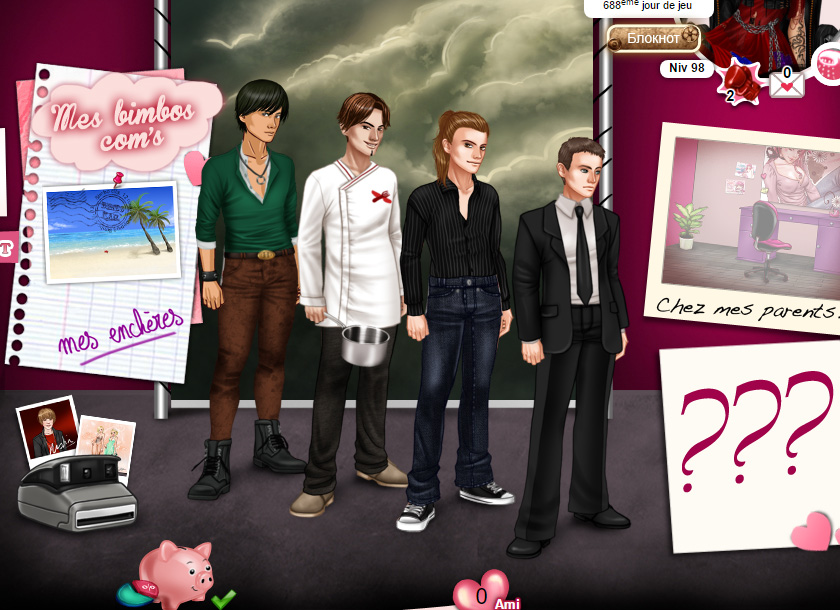 688ème jour de jeu
Блокнот
Niv 98
0
2
Mes bimbos
com's
T
mes enchères
Chez mes parents!
???
%
0
Ami